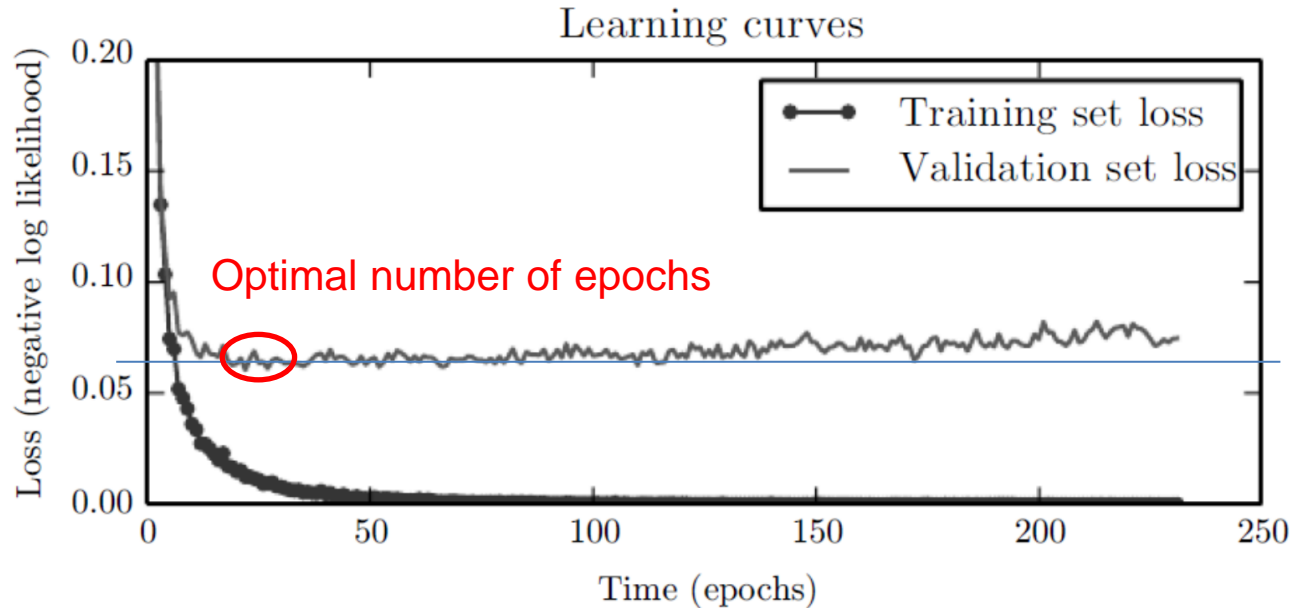 Learning curves
Loss (negative log likelihood)
0.20
0.15
0.10
0.05
0.00
Training set loss
Validation set loss
Optimal number of epochs
0 50 100 150 200 250
Time (epochs)